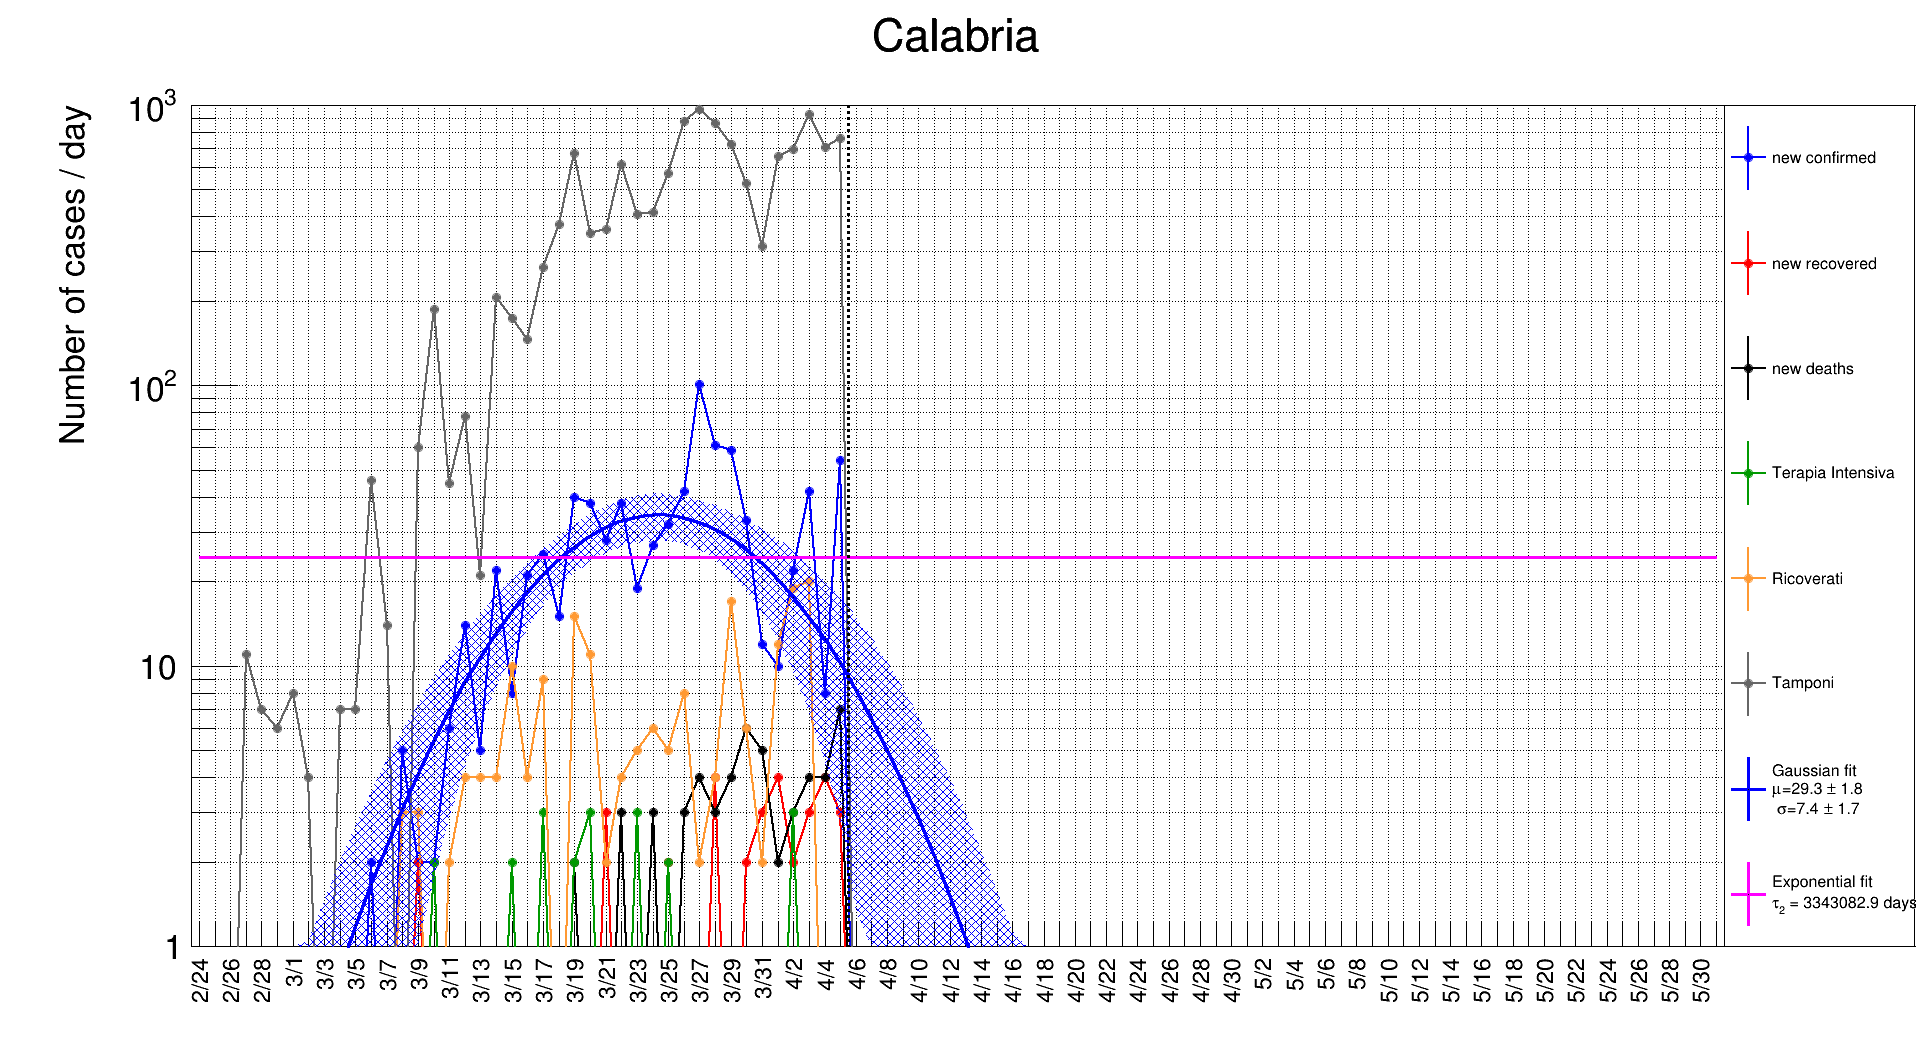 Calabria
Number of cases / day
10³
10²
10
1
2/24 2/26 2/28 3/1 3/3 3/5 3/7 3/9 3/11 3/13 3/15 3/17 3/19 3/21 3/23 3/25 3/27 3/29 3/31 4/2 4/4 4/6 4/8 4/10 4/12 4/14 4/16 4/18 4/20 4/22 4/24 4/26 4/28 4/30 5/2 5/4 5/6 5/8 5/10 5/12 5/14 5/16 5/18 5/20 5/22 5/24 5/26 5/28 5/30
new confirmed
new recovered
new deaths
Terapia Intensiva
Ricoverati
Tamponi
Gaussian fit
μ=29.3 ± 1.8
σ=7.4 ± 1.7
Exponential fit
τ₂ = 3343082.9 days